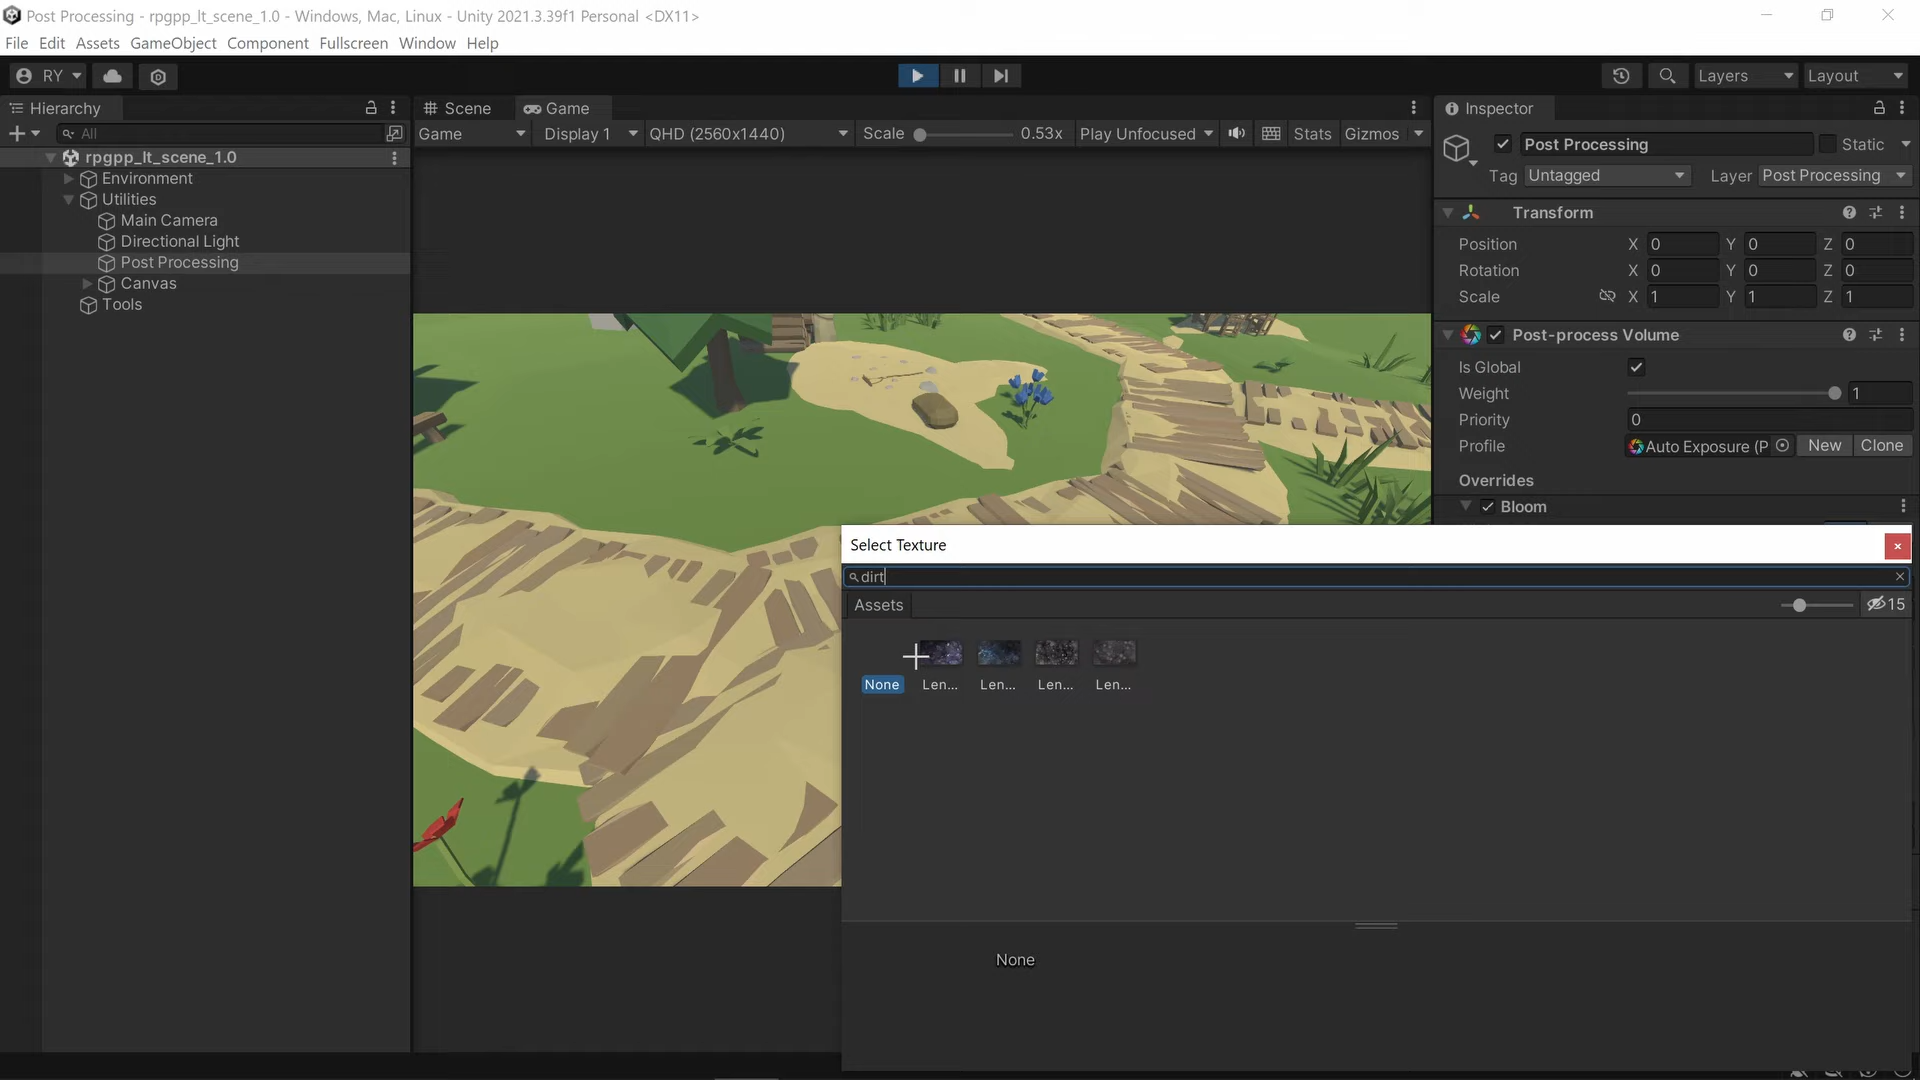 Post Processing - rpgpp_lt_scene_1.0 - Windows, Mac, Linux - Unity 2021.3.39f1 Personal <DX11>
File Edit Assets GameObject Component Fullscreen Window Help
RY Layers Layout
Hierarchy Scene Game Inspector
All Game Display 1 QHD (2560x1440) Scale 0.53x Play Unfocused Stats Gizmos
Post Processing Static
rpgpp_lt_scene_1.0
Environment
Tag Untagged Layer Post Processing
Utilities
Main Camera
Transform
Directional Light
Position X 0 Y 0 Z 0
Post Processing
Rotation X 0 Y 0 Z 0
Canvas
Scale X 1 Y 1 Z 1
Tools
Post-process Volume
Is Global
Weight 1
Priority 0
Profile Auto Exposure (P New Clone
Overrides
Bloom
Select Texture
dirt
Assets 15
None Len... Len... Len... Len...
None